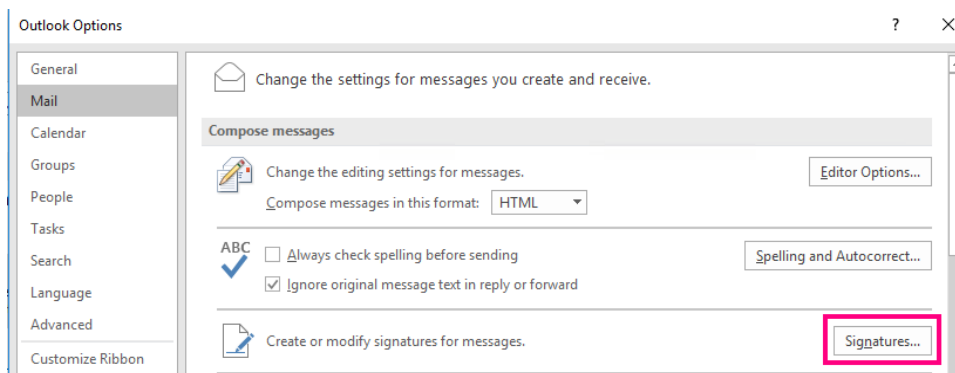 Outlook Options
?
General
Mail
Calendar
Groups
People
Tasks
Search
Language
Advanced
Customize Ribbon
Change the settings for messages you create and receive.
Compose messages
Change the editing settings for messages.
Editor Options...
Compose messages in this format: HTML
ABC
Always check spelling before sending
Spelling and Autocorrect...
Ignore original message text in reply or forward
Create or modify signatures for messages.
Signatures...